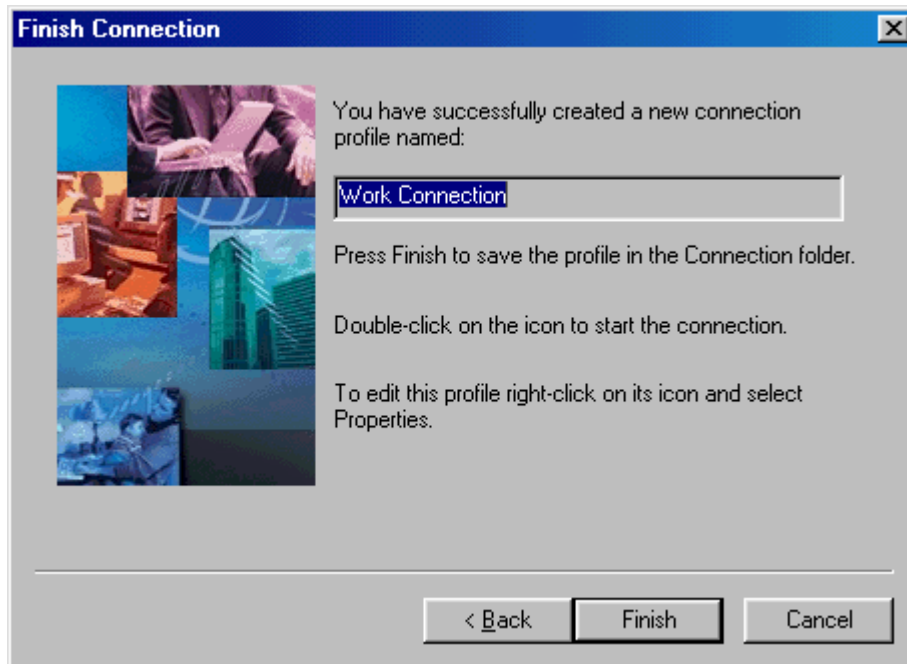 Finish Connection
You have successfully created a new connection
profile named:
Work Connection
Press Finish to save the profile in the Connection folder.
Double-click on the icon to start the connection.
To edit this profile right-click on its icon and select
Properties.
< Back Finish Cancel